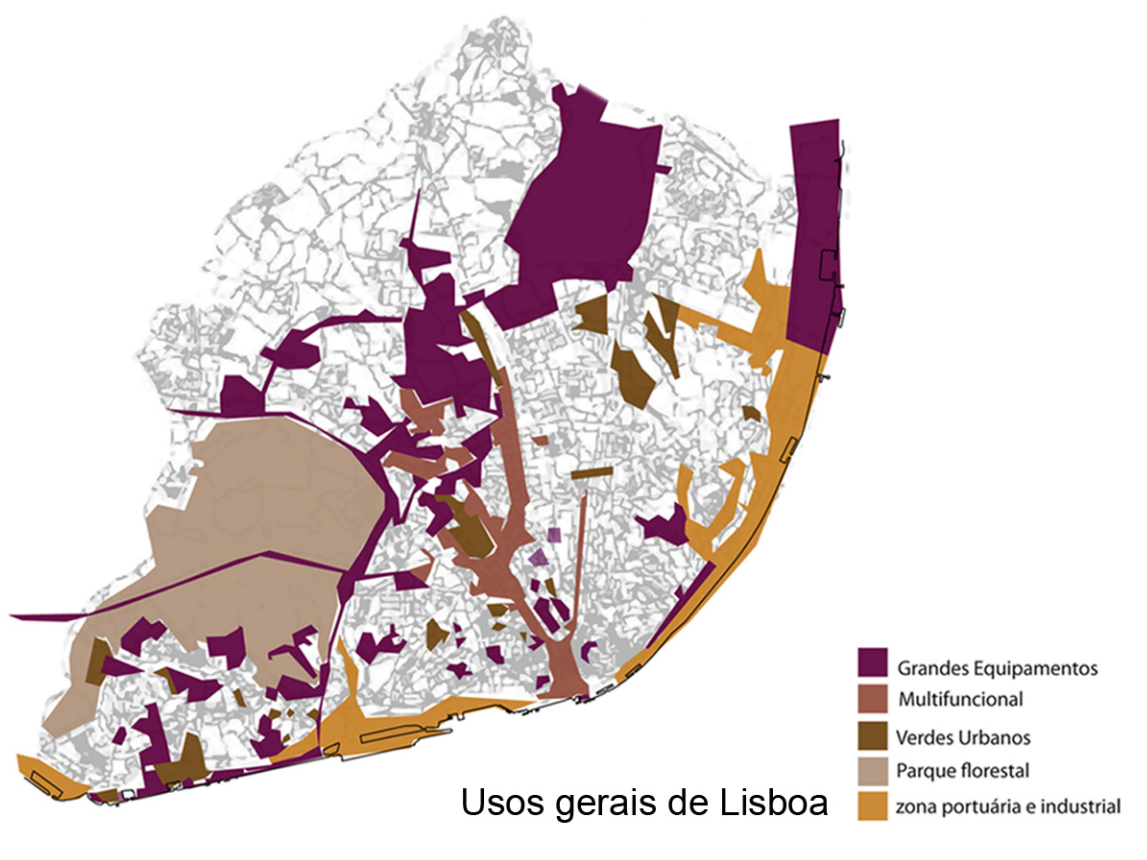 Grandes Equipamentos
Multifuncional
Verdes Urbanos
Parque florestal
zona portuária e industrial
Usos gerais de Lisboa